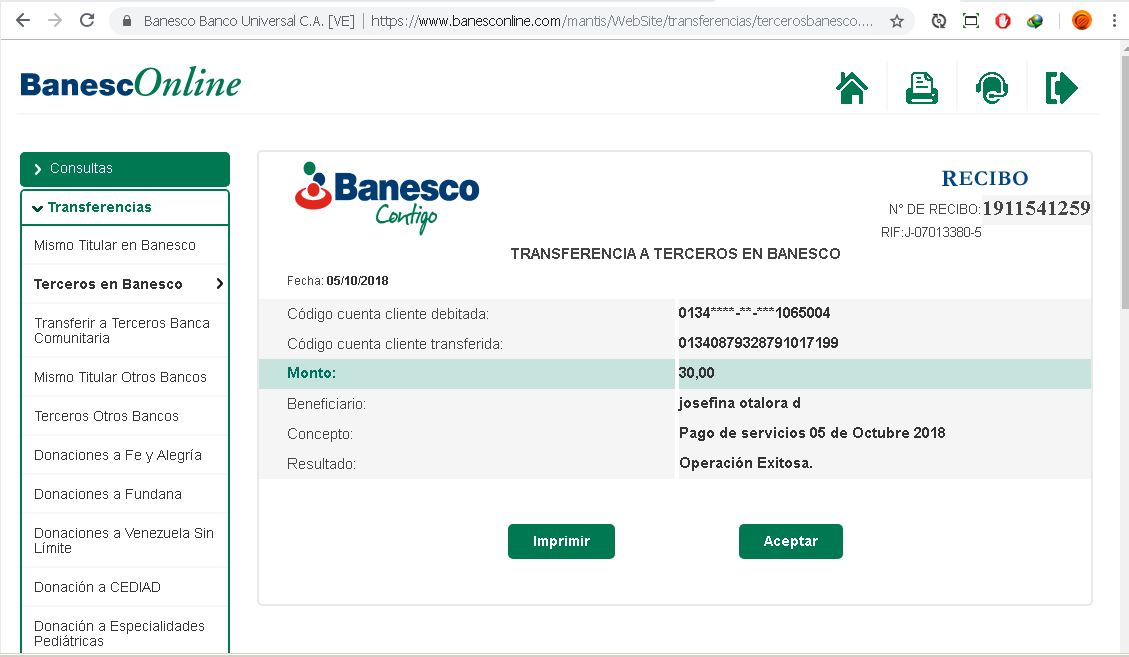 Banesco Banco Universal C.A. [VE] | https://www.banesconline.com/mantis/WebSite/transferencias/tercerosbanesco....
BanescOnline
Consultas
Transferencias
Mismo Titular en Banesco
Terceros en Banesco
Transferir a Terceros Banca
Comunitaria
Mismo Titular Otros Bancos
Terceros Otros Bancos
Donaciones a Fe y Alegría
Donaciones a Fundana
Donaciones a Venezuela Sin
Límite
Donación a CEDIAD
Donación a Especialidades
Pediátricas
Banesco
Contigo
RECIBO
N° DE RECIBO: 1911541259
RIF:J-07013380-5
TRANSFERENCIA A TERCEROS EN BANESCO
Fecha: 05/10/2018
Código cuenta cliente debitada: 0134****-**-***1065004
Código cuenta cliente transferida: 01340879328791017199
Monto: 30,00
Beneficiario: josefina otalora d
Concepto: Pago de servicios 05 de Octubre 2018
Resultado: Operación Exitosa.
Imprimir Aceptar